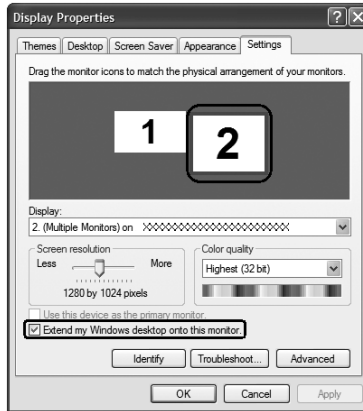 Display Properties
Themes Desktop Screen Saver Appearance Settings
Drag the monitor icons to match the physical arrangement of your monitors.
1 2
Display:
2. (Multiple Monitors) on XXXXXXXXXXXXXXXXXXXXXX
Screen resolution
Less More
1280 by 1024 pixels
Color quality
Highest (32 bit)
Use this device as the primary monitor.
Extend my Windows desktop onto this monitor.
Identify Troubleshoot... Advanced
OK Cancel Apply